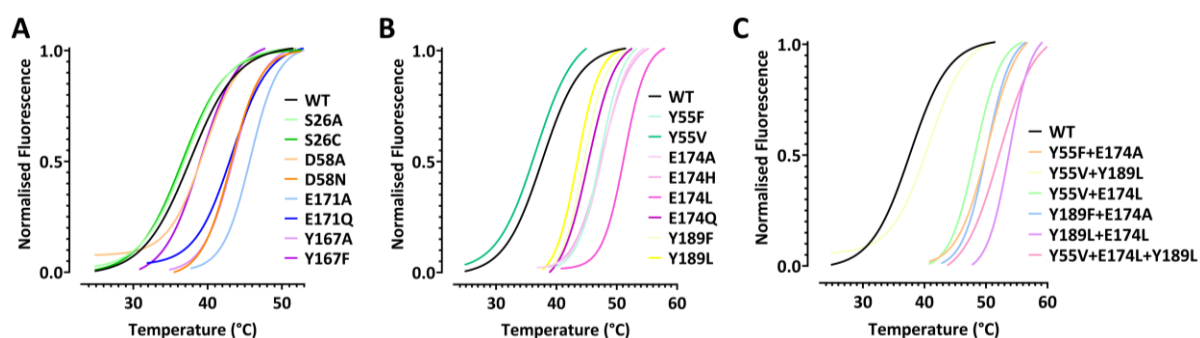 A
Normalised Fluorescence
1.0
0.5
0.0
30
40
50
Temperature (°C)
WT
S26A
S26C
D58A
D58N
E171A
E171Q
Y167A
Y167F
B
Normalised Fluorescence
1.0
0.5
0.0
30
40
50
60
Temperature (°C)
WT
Y55F
Y55V
E174A
E174H
E174L
E174Q
Y189F
Y189L
C
Normalised Fluorescence
1.0
0.5
0.0
30
40
50
60
Temperature (°C)
WT
Y55F+E174A
Y55V+Y189L
Y55V+E174L
Y189F+E174A
Y189L+E174L
Y55V+E174L+Y189L